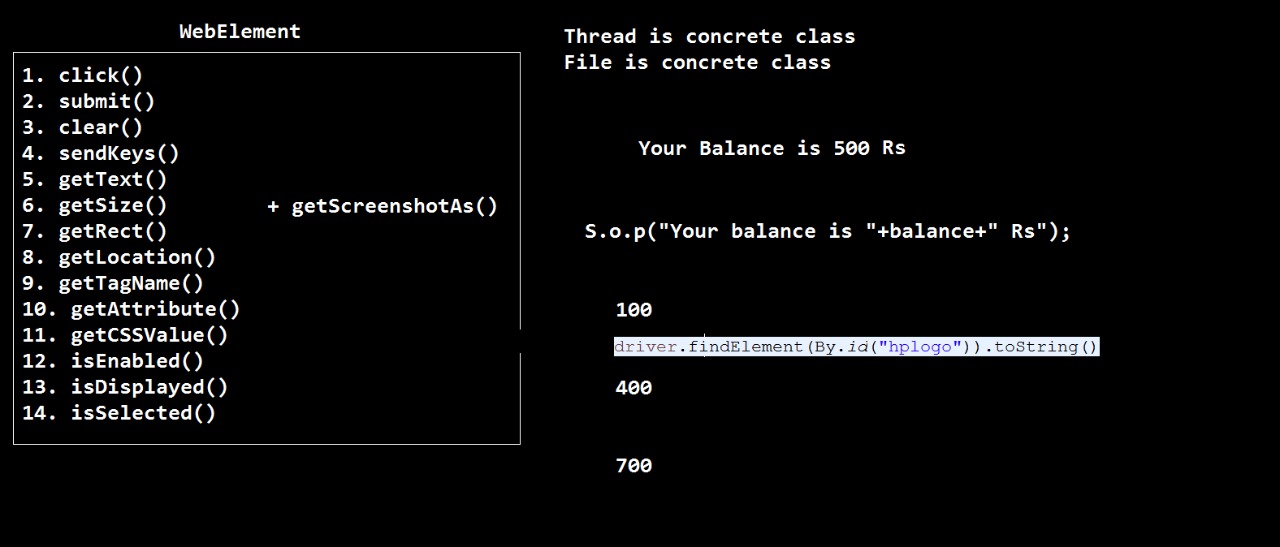 WebElement
1. click()
2. submit()
3. clear()
4. sendKeys()
5. getText()
6. getSize()
+ getScreenshotAs()
7. getRect()
8. getLocation()
9. getTagName()
10. getAttribute()
11. getCSSValue()
12. isEnabled()
13. isDisplayed()
14. isSelected()
Thread is concrete class
File is concrete class
Your Balance is 500 Rs
S.o.p("Your balance is "+balance+" Rs");
100
driver.findElement(By.id("hplogo")).toString()
400
700